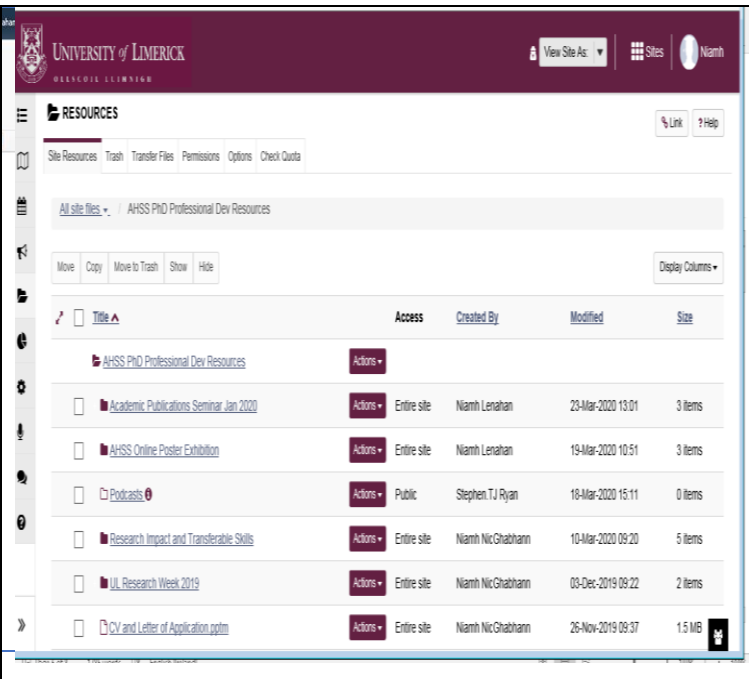 ahar
UNIVERSITY of LIMERICK
OLLSCOIL LUIMNIGH
View Site As:
Sites
Niamh
RESOURCES
Link
? Help
Site Resources Trash Transfer Files Permissions Options Check Quota
All site files / AHSS PhD Professional Dev Resources
Move Copy Move to Trash Show Hide
Display Columns
Title Access Created By Modified Size
AHSS PhD Professional Dev Resources Actions
Academic Publications Seminar Jan 2020 Actions Entire site Niamh Lenahan 23-Mar-2020 13:01 3 items
AHSS Online Poster Exhibition Actions Entire site Niamh Lenahan 19-Mar-2020 10:51 3 items
Podcasts Actions Public Stephen.TJ Ryan 18-Mar-2020 15:11 0 items
Research Impact and Transferable Skills Actions Entire site Niamh NicGhabhann 10-Mar-2020 09:20 5 items
UL Research Week 2019 Actions Entire site Niamh NicGhabhann 03-Dec-2019 09:22 2 items
CV and Letter of Application.pptm Actions Entire site Niamh NicGhabhann 26-Nov-2019 09:37 1.5 MB